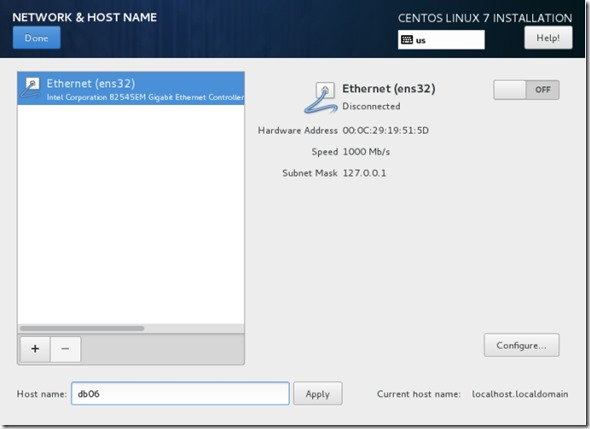 NETWORK & HOST NAME
CENTOS LINUX 7 INSTALLATION
Done
us
Help!
Ethernet (ens32)
Intel Corporation 82545EM Gigabit Ethernet Controller
Ethernet (ens32)
Disconnected
OFF
Hardware Address 00:0C:29:19:51:5D
Speed 1000 Mb/s
Subnet Mask 127.0.0.1
+
−
Configure...
Host name: db06
Apply
Current host name: localhost.localdomain